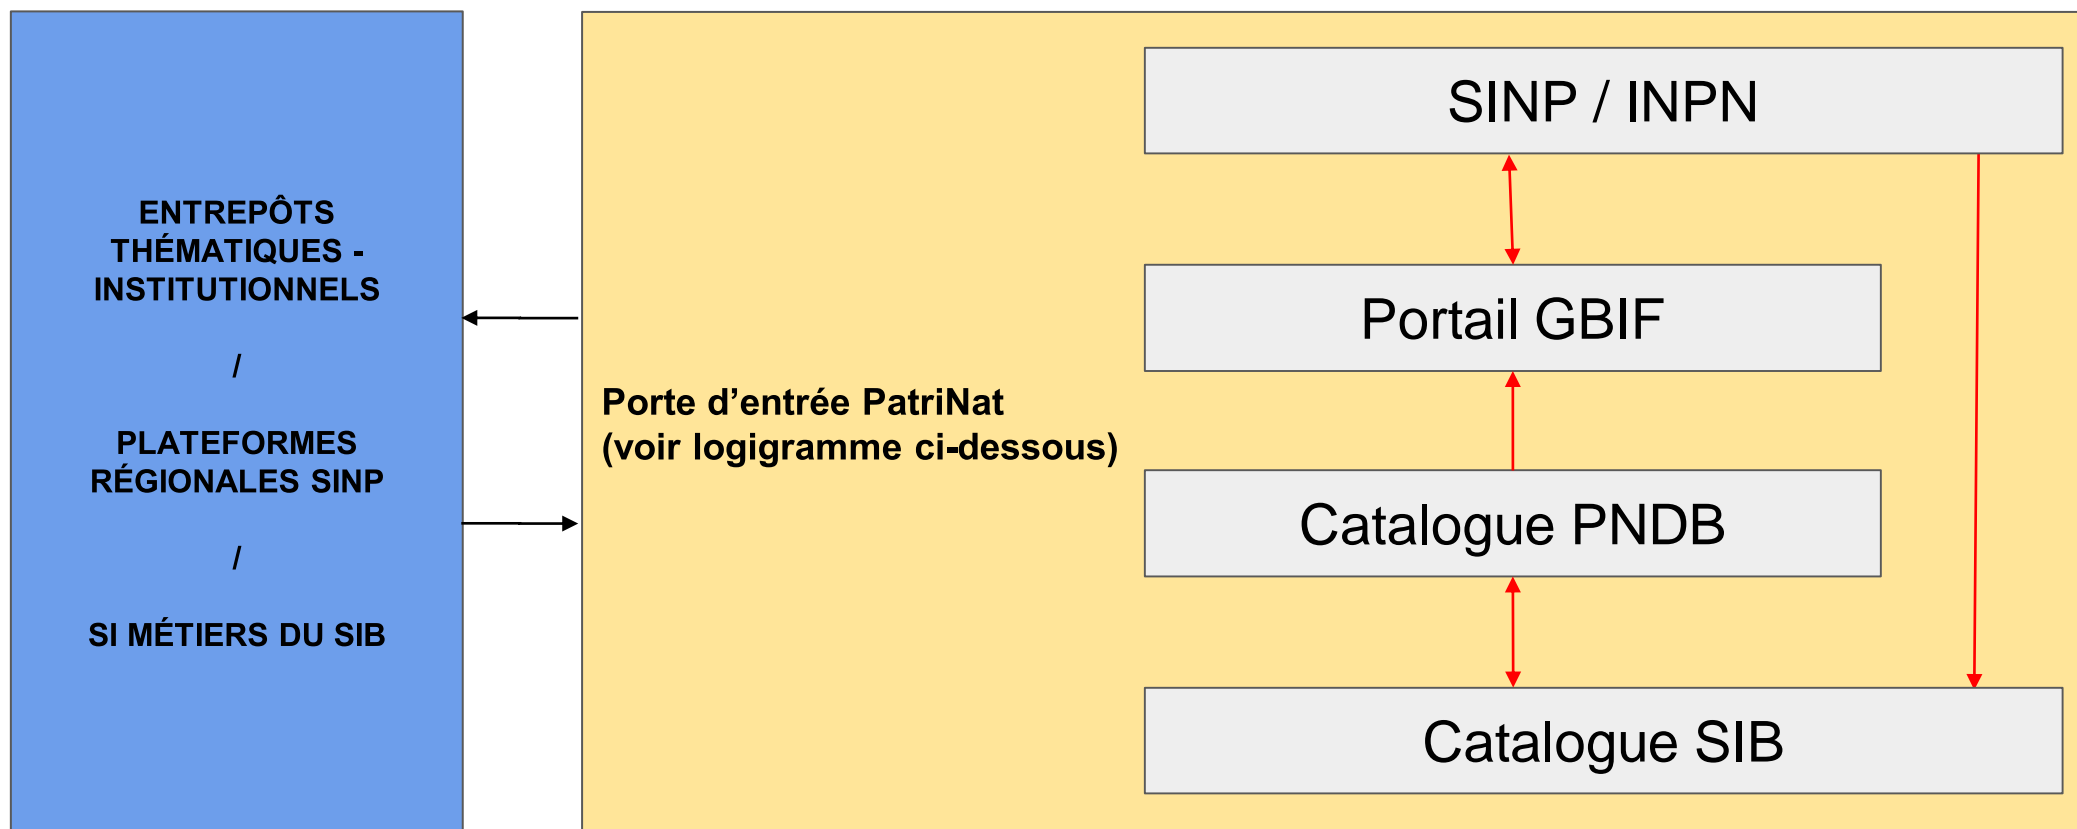 ENTREPÔTS
THÉMATIQUES -
INSTITUTIONNELS
/
PLATEFORMES
RÉGIONALES SINP
/
SI MÉTIERS DU SIB
Porte d’entrée PatriNat
(voir logigramme ci-dessous)
SINP / INPN
Portail GBIF
Catalogue PNDB
Catalogue SIB